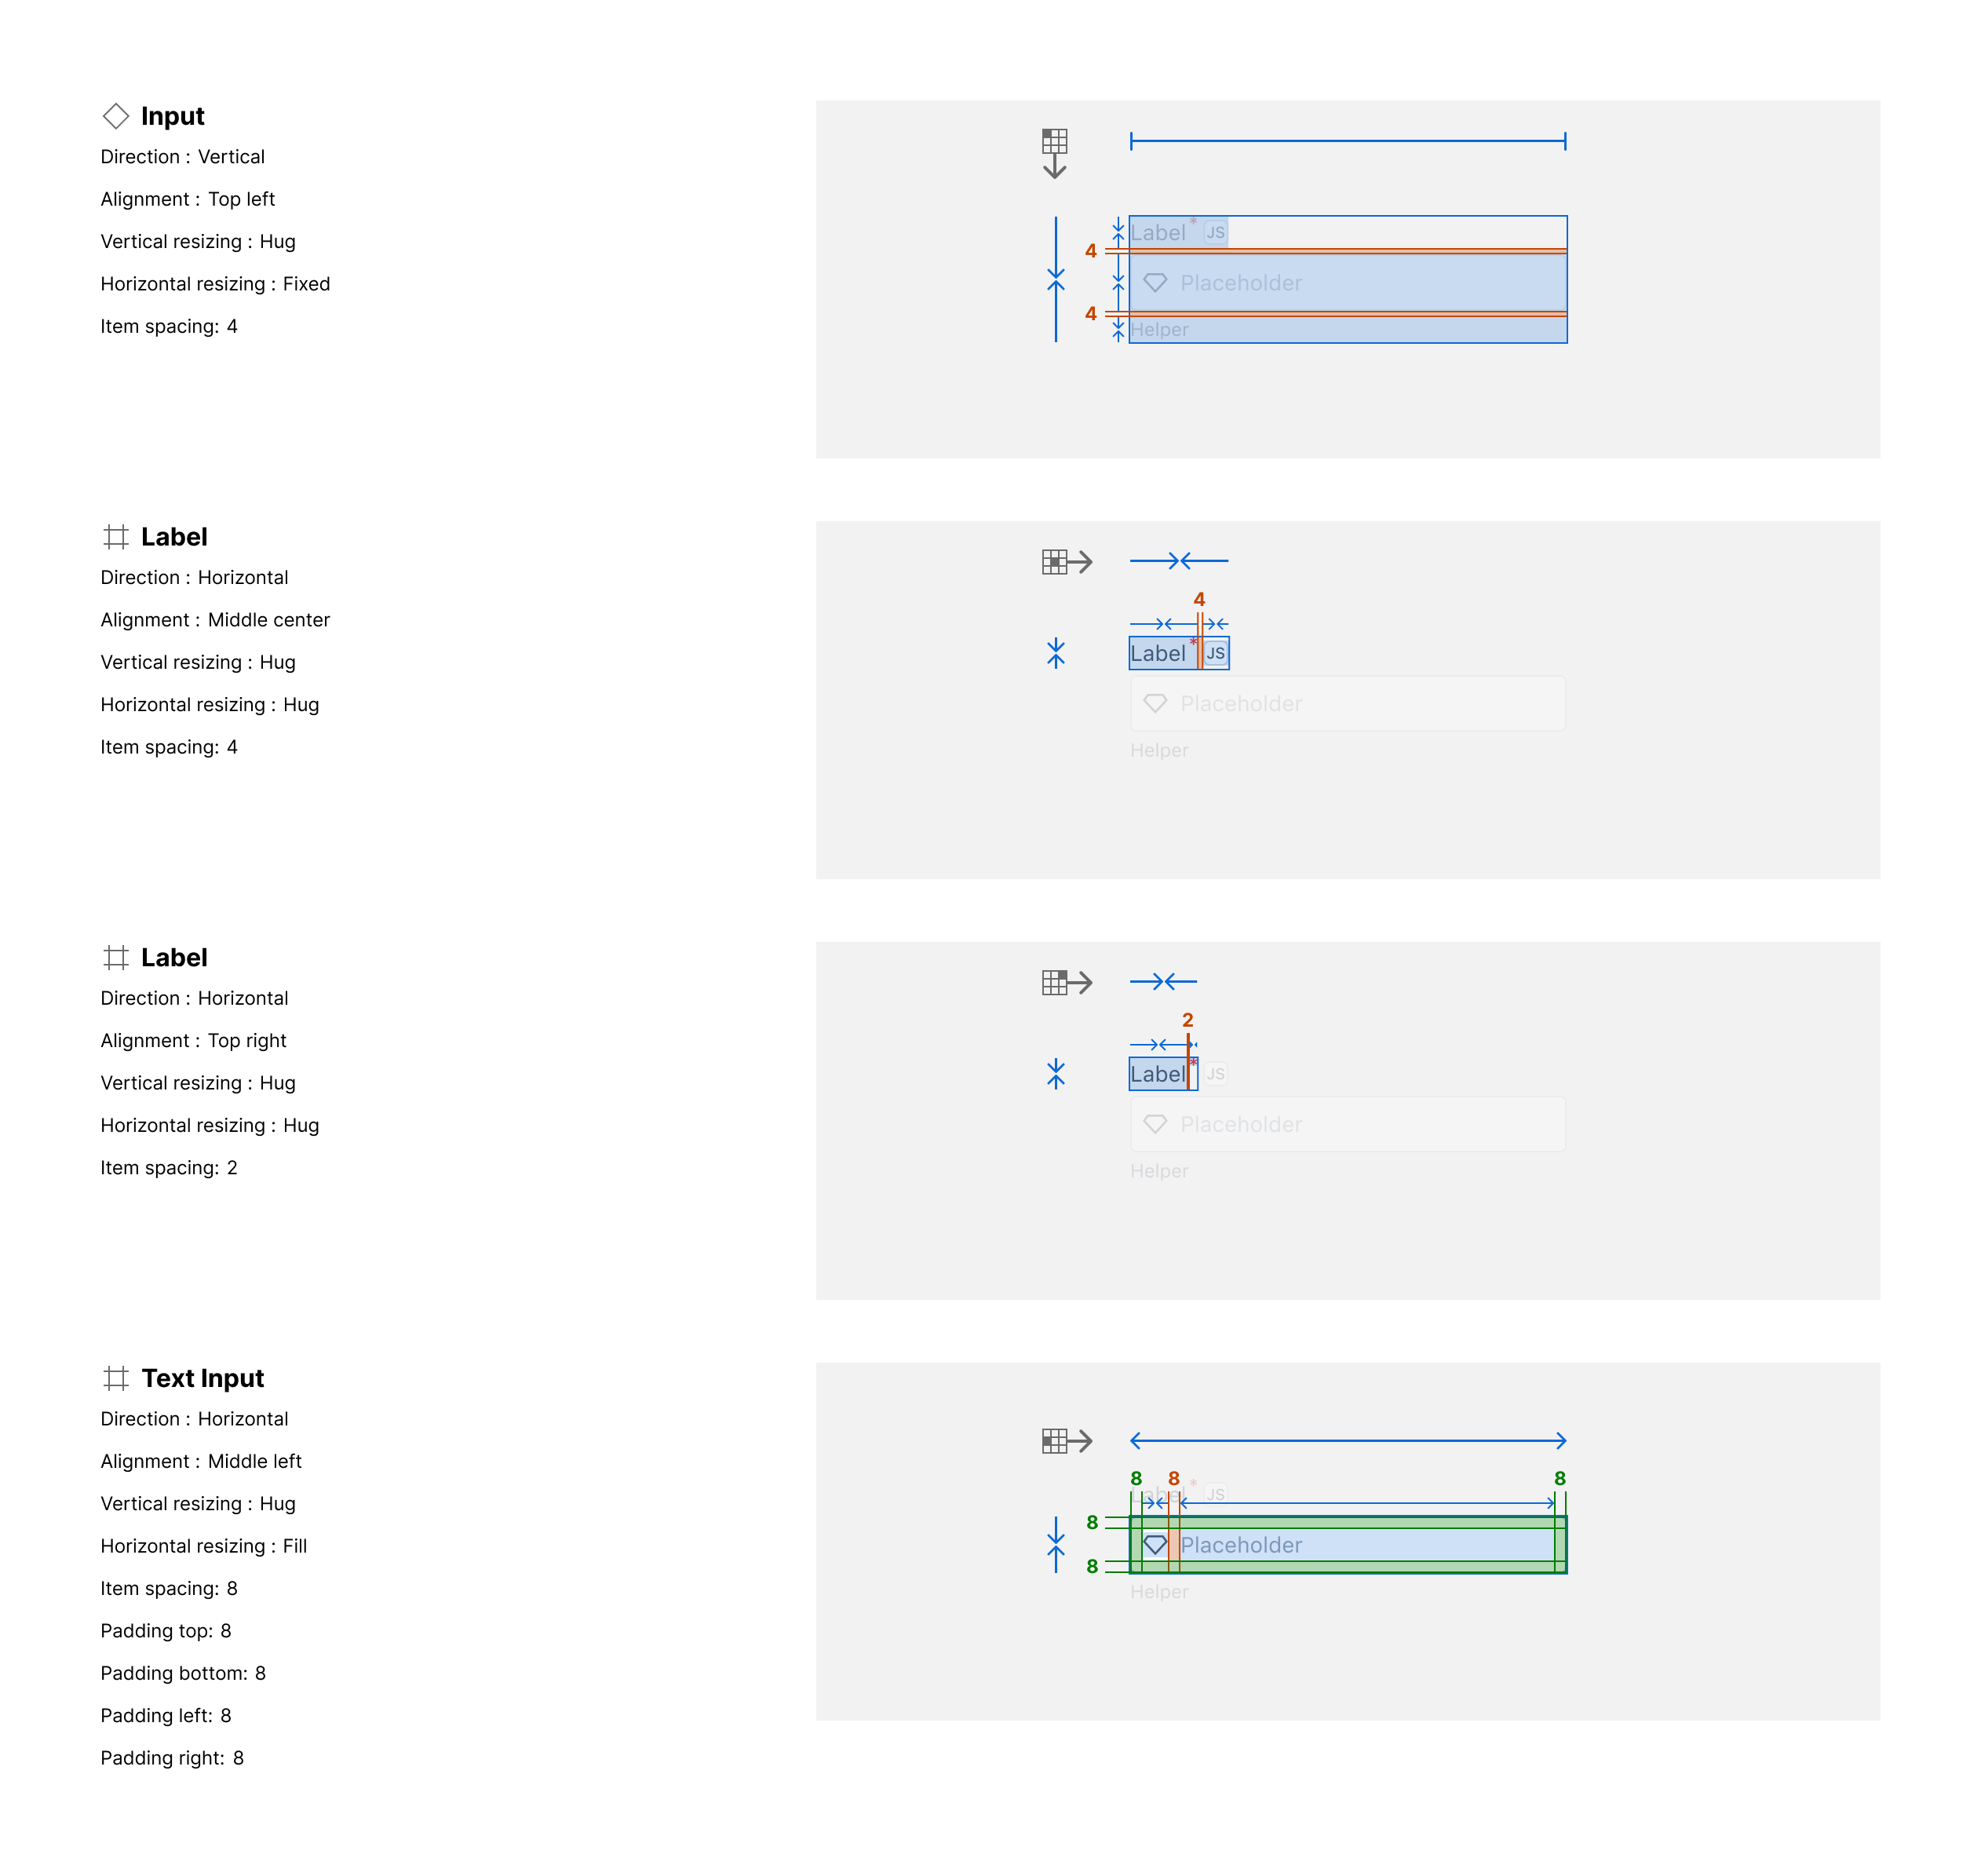 Input
Direction : Vertical
Alignment : Top left
Vertical resizing : Hug
Horizontal resizing : Fixed
Item spacing: 4
Label * JS
4
Placeholder
4
Helper
Label
Direction : Horizontal
Alignment : Middle center
Vertical resizing : Hug
Horizontal resizing : Hug
Item spacing: 4
4
Label * JS
Placeholder
Helper
Label
Direction : Horizontal
Alignment : Top right
Vertical resizing : Hug
Horizontal resizing : Hug
Item spacing: 2
2
Label * JS
Placeholder
Helper
Text Input
Direction : Horizontal
Alignment : Middle left
Vertical resizing : Hug
Horizontal resizing : Fill
Item spacing: 8
Padding top: 8
Padding bottom: 8
Padding left: 8
Padding right: 8
8 8 8
Label * JS
8
Placeholder
8
Helper